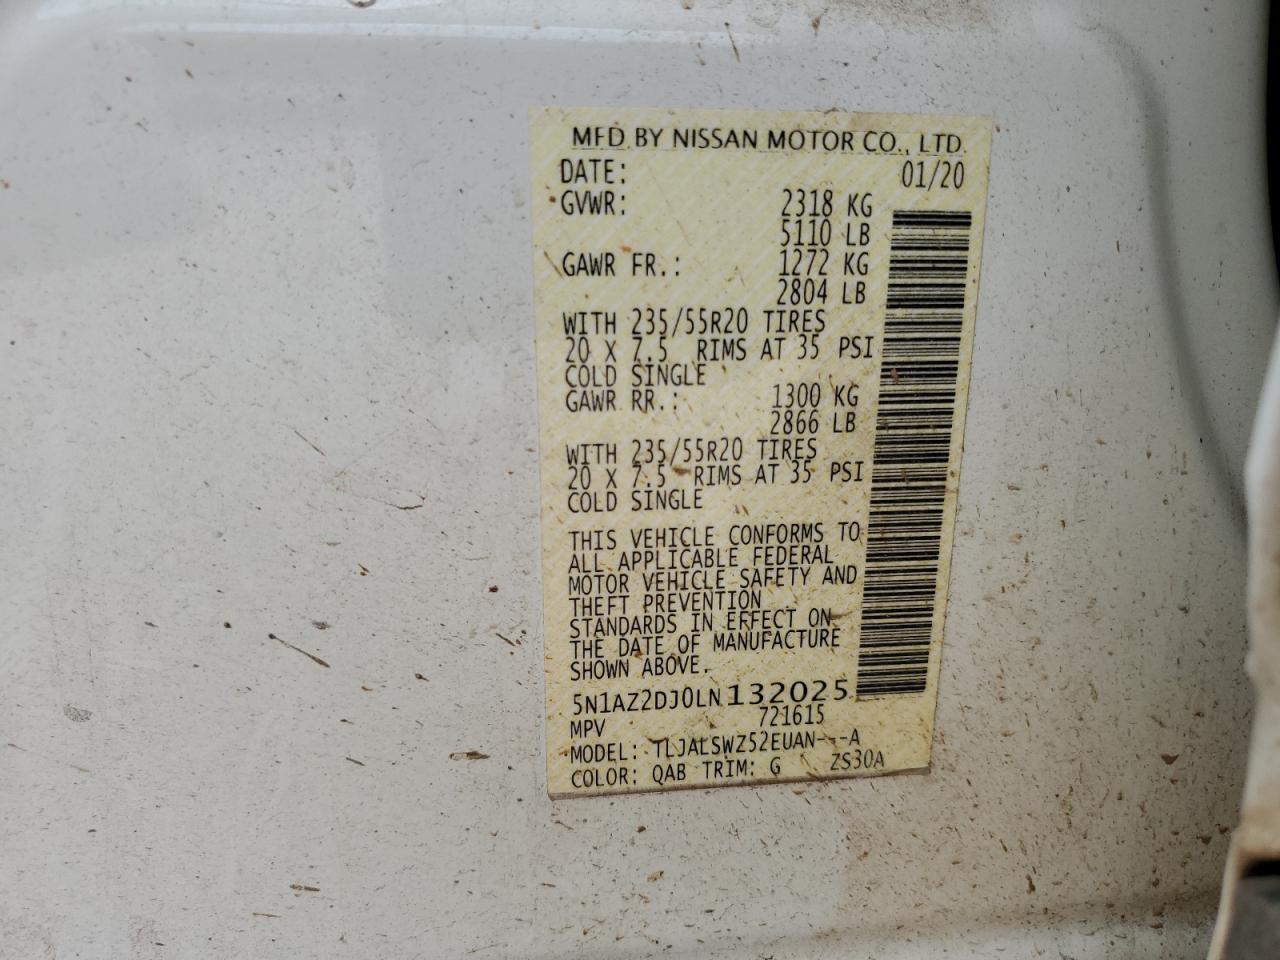 MFD BY NISSAN MOTOR CO., LTD.
DATE: 01/20
GVWR: 2318 KG
5110 LB
GAWR FR.: 1272 KG
2804 LB
WITH 235/55R20 TIRES
20 X 7.5 RIMS AT 35 PSI
COLD SINGLE
GAWR RR.: 1300 KG
2866 LB
WITH 235/55R20 TIRES
20 X 7.5 RIMS AT 35 PSI
COLD SINGLE
THIS VEHICLE CONFORMS TO
ALL APPLICABLE FEDERAL
MOTOR VEHICLE SAFETY AND
THEFT PREVENTION
STANDARDS IN EFFECT ON
THE DATE OF MANUFACTURE
SHOWN ABOVE.
5N1AZ2DJ0LN132025
MPV 721615
MODEL: TLJALSWZ52EUAN---A
COLOR: QAB TRIM: G ZS30A